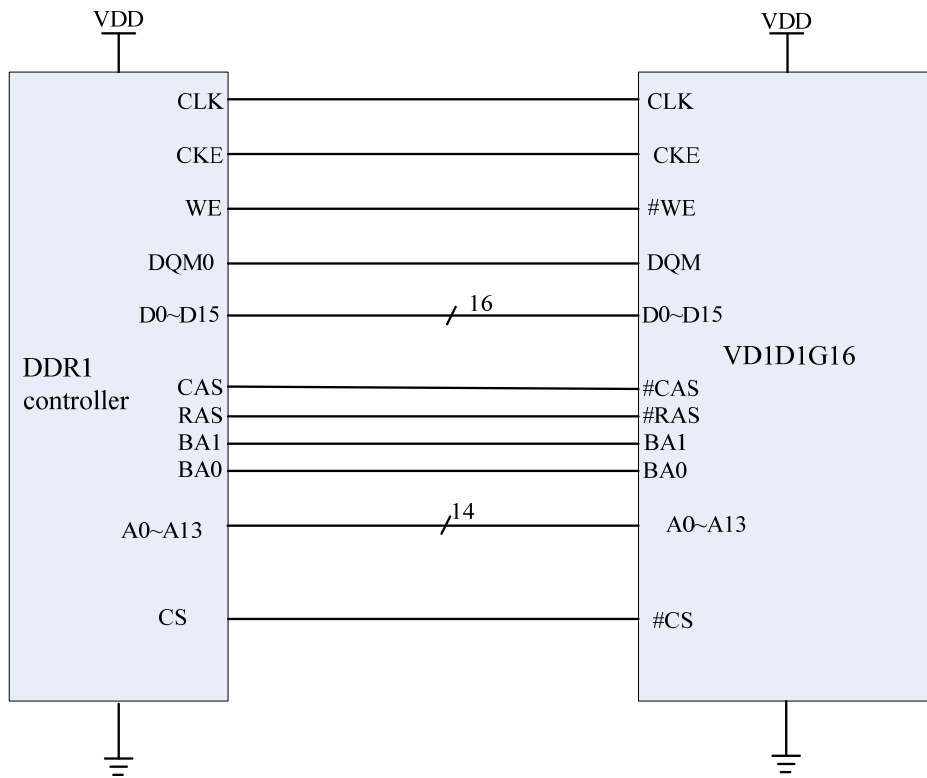 VDD
VDD
CLK
CLK
CKE
CKE
WE
#WE
DQM0
DQM
D0~D15
16
D0~D15
DDR1
controller
VD1D1G16
CAS
#CAS
RAS
#RAS
BA1
BA1
BA0
BA0
A0~A13
14
A0~A13
CS
#CS